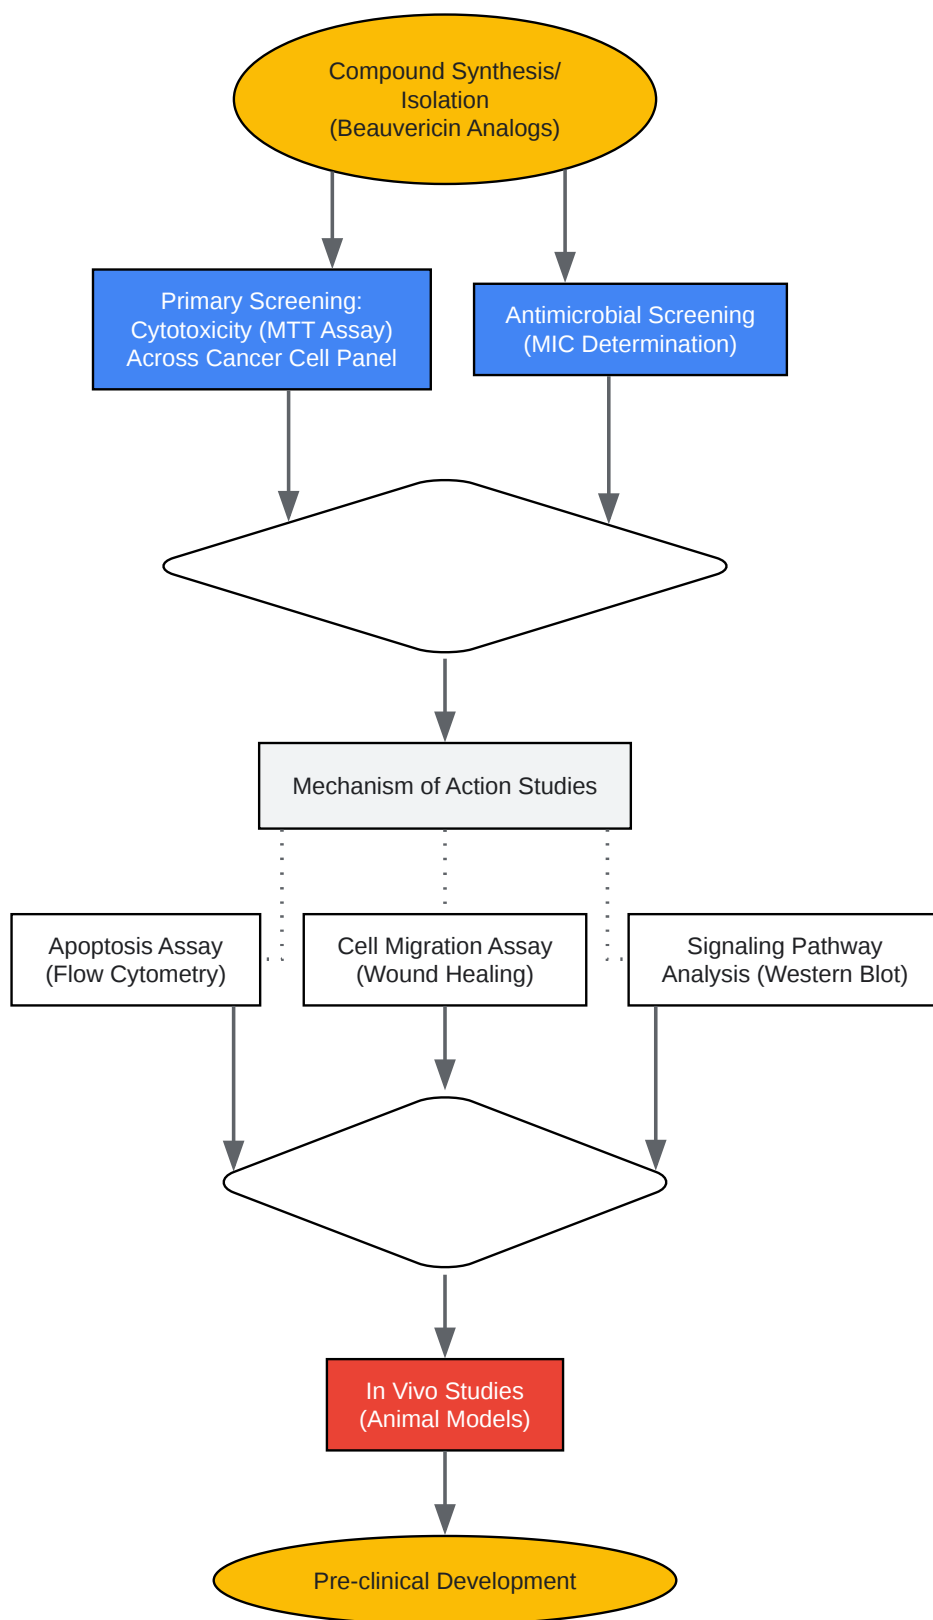 Compound Synthesis/
Isolation
(Beauvericin Analogs)
Primary Screening:
Cytotoxicity (MTT Assay)
Across Cancer Cell Panel
Antimicrobial Screening
(MIC Determination)
Mechanism of Action Studies
Apoptosis Assay
(Flow Cytometry)
Cell Migration Assay
(Wound Healing)
Signaling Pathway
Analysis (Western Blot)
In Vivo Studies
(Animal Models)
Pre-clinical Development